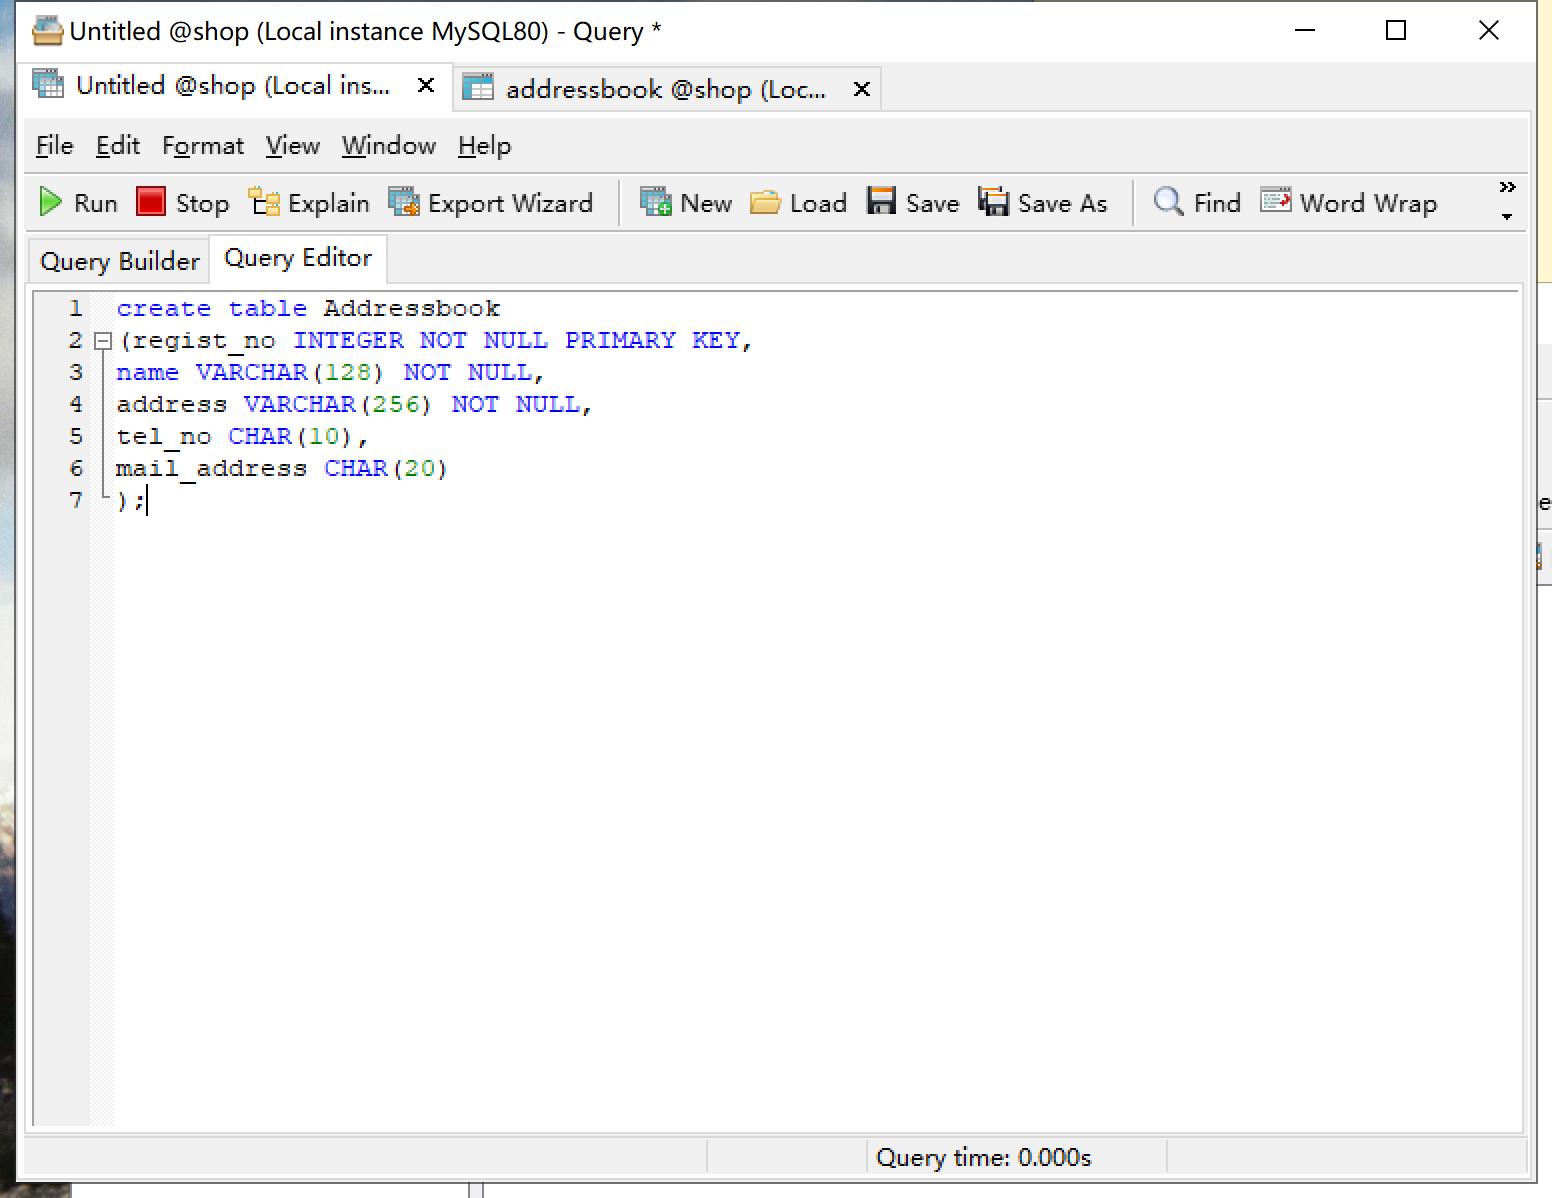 Untitled @shop (Local instance MySQL80) - Query *
Untitled @shop (Local ins...
addressbook @shop (Loc...
File Edit Format View Window Help
Run Stop Explain Export Wizard New Load Save Save As Find Word Wrap
Query Builder Query Editor
1 create table Addressbook
2 (regist_no INTEGER NOT NULL PRIMARY KEY,
3 name VARCHAR(128) NOT NULL,
4 address VARCHAR(256) NOT NULL,
5 tel_no CHAR(10),
6 mail_address CHAR(20)
7 );
Query time: 0.000s